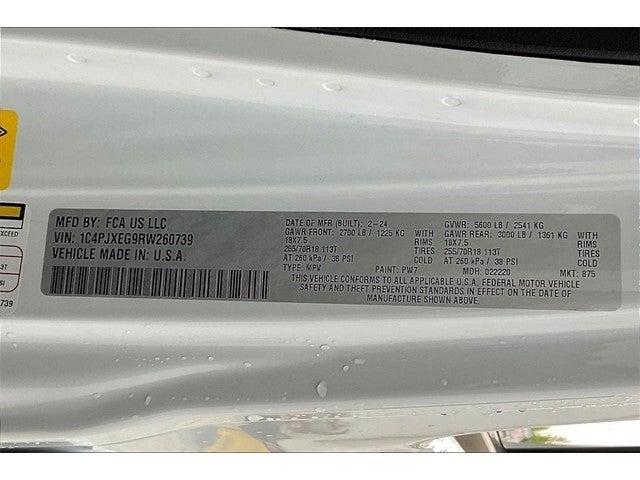 MFD BY: FCA US LLC
VIN: 1C4PJXEG9RW260739
VEHICLE MADE IN: U.S.A.
DATE OF MFR (BUILT): 2-24 GVWR: 5600 LB / 2541 KG
GAWR FRONT: 2700 LB / 1225 KG WITH GAWR REAR: 3000 LB / 1361 KG WITH
18X7.5 RIMS 18X7.5 RIMS
255/70R18 113T TIRES 255/70R18 113T TIRES
AT 260 kPa / 38 PSI COLD AT 260 kPa / 38 PSI COLD
TYPE: MPV PAINT: PW7 MDH: 022220 MKT: 875
THIS VEHICLE CONFORMS TO ALL APPLICABLE U.S.A. FEDERAL MOTOR VEHICLE
SAFETY AND THEFT PREVENTION STANDARDS IN EFFECT ON THE DATE OF
MANUFACTURE SHOWN ABOVE.
EXCEED
3T
SI
739